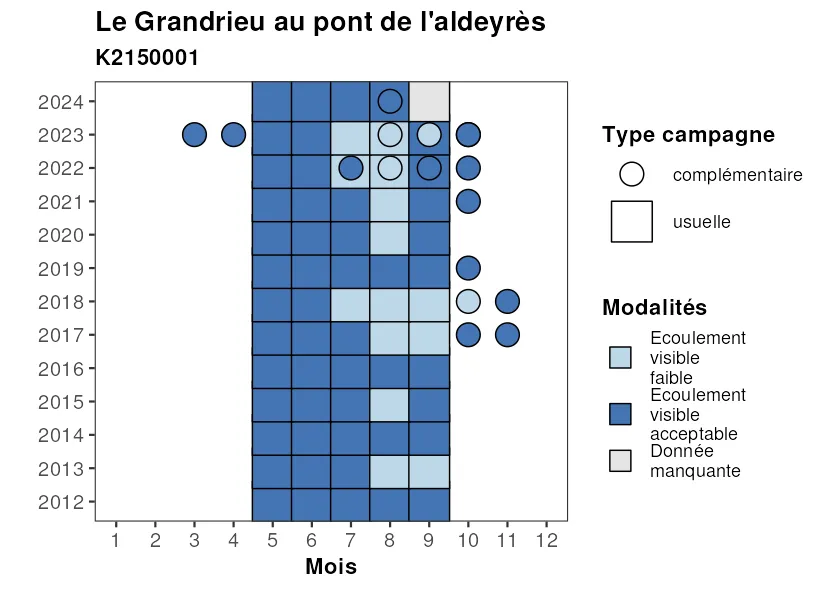 Le Grandrieu au pont de l'aldeyrès
K2150001
2024
2023
2022
2021
2020
2019
2018
2017
2016
2015
2014
2013
2012
1 2 3 4 5 6 7 8 9 10 11 12
Mois
Type campagne
complémentaire
usuelle
Modalités
Ecoulement
visible
faible
Ecoulement
visible
acceptable
Donnée
manquante